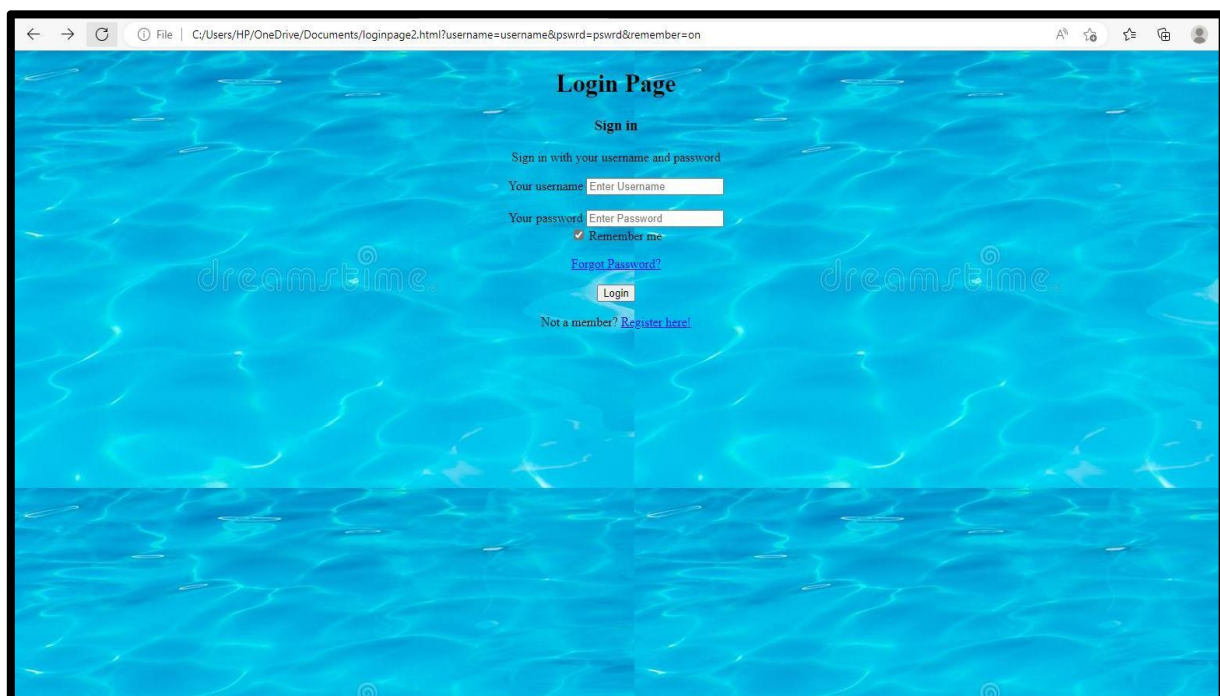 File | C:/Users/HP/OneDrive/Documents/loginpage2.html?username=username&pswrd=pswrd&remember=on
Login Page
Sign in
Sign in with your username and password
Your username Enter Username
Your password Enter Password
Remember me
Forgot Password?
dreamstime. dreamstime.
Login
Not a member? Register here!